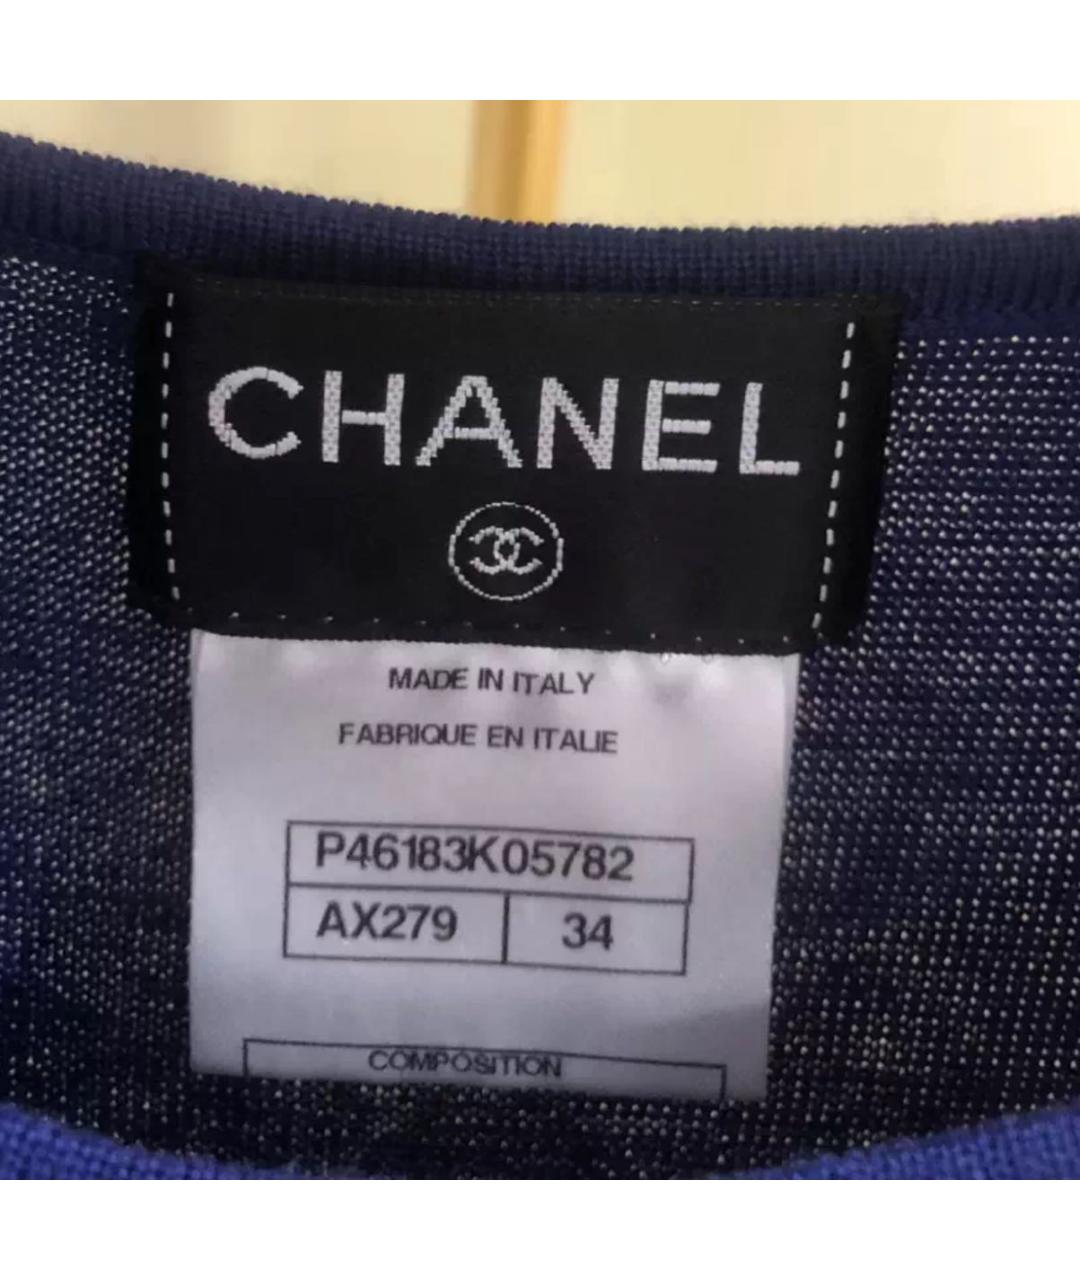 CHANEL
MADE IN ITALY
FABRIQUE EN ITALIE
P46183K05782
AX279 34
COMPOSITION